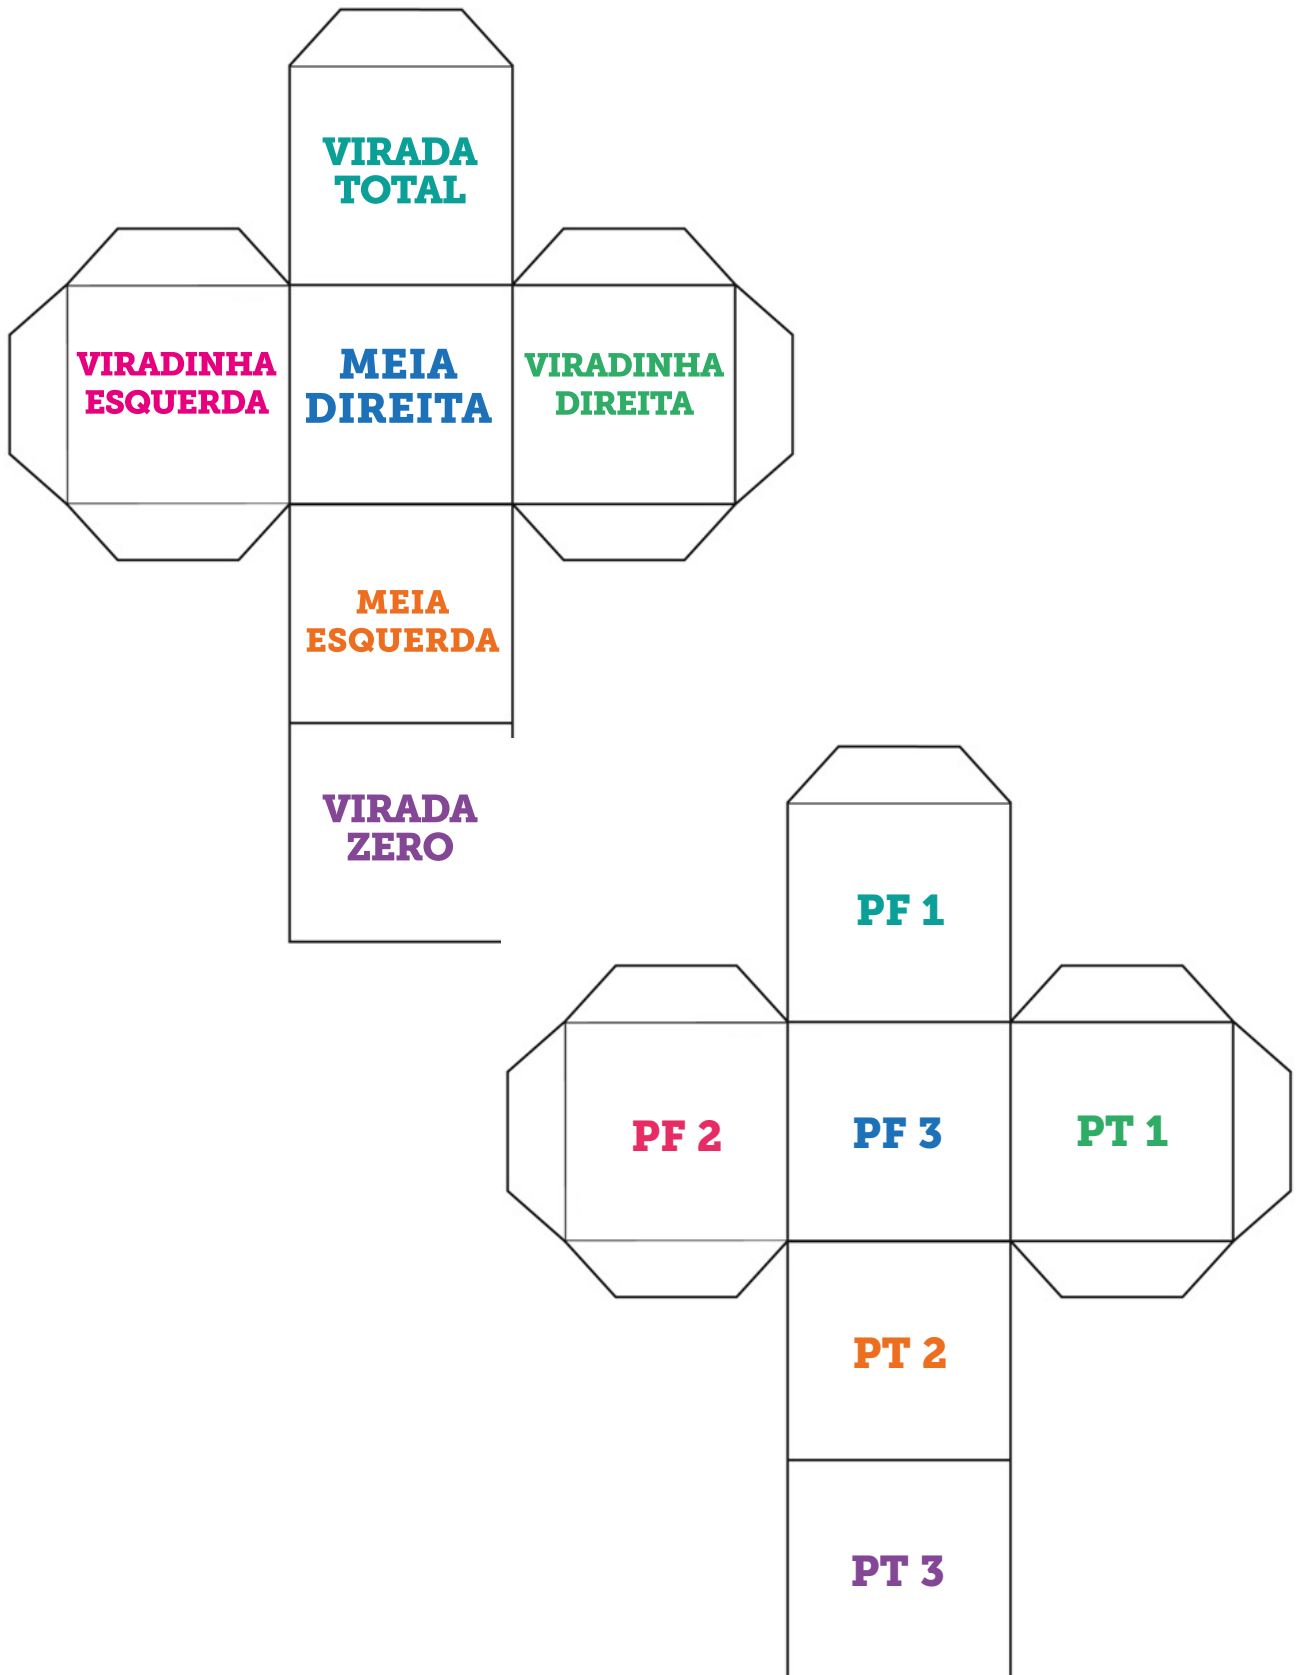 VIRADA
TOTAL
VIRADINHA
ESQUERDA
MEIA
DIREITA
VIRADINHA
DIREITA
MEIA
ESQUERDA
VIRADA
ZERO
PF 1
PF 2
PF 3
PT 1
PT 2
PT 3